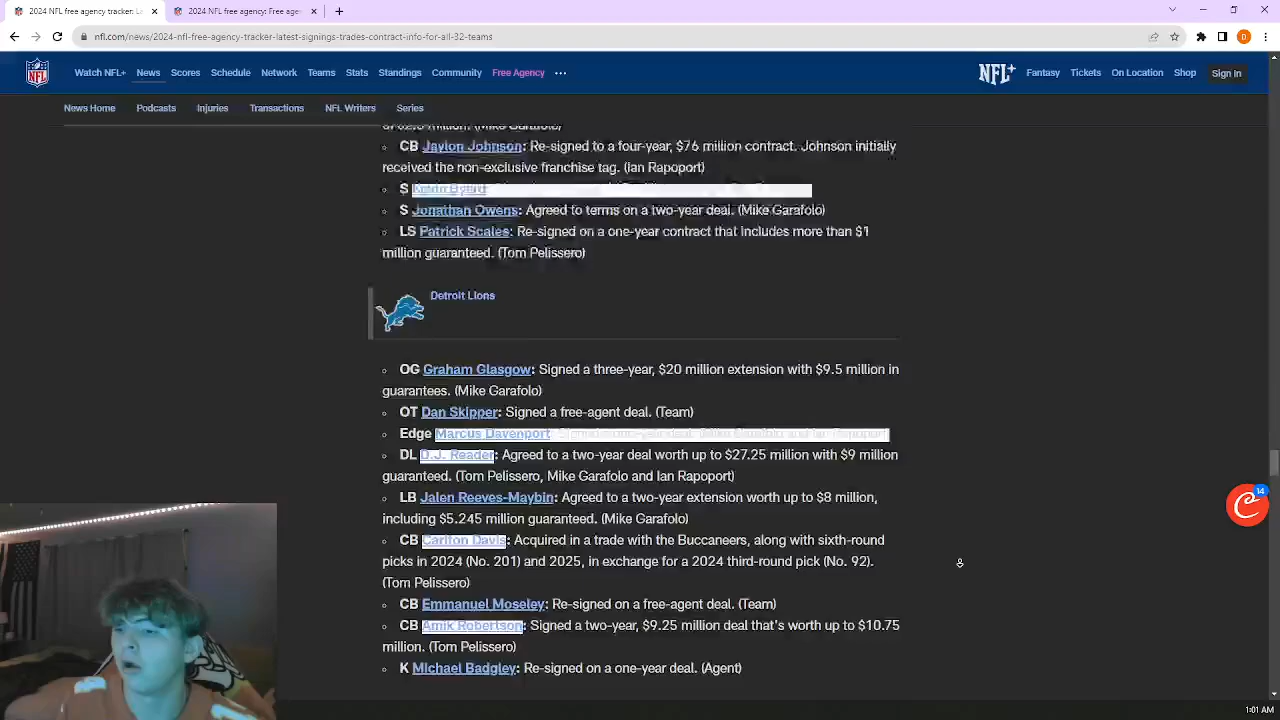 2024 NFL free agency tracker: La
2024 NFL free agency: Free age
nfl.com/news/2024-nfl-free-agency-tracker-latest-signings-trades-contract-info-for-all-32-teams
D
NFL
Watch NFL+ News Scores Schedule Network Teams Stats Standings Community Free Agency
NFL+ Fantasy Tickets On Location Shop Sign In
News Home Podcasts Injuries Transactions NFL Writers Series
(Mike Garafolo)
CB Jaylon Johnson: Re-signed to a four-year, $76 million contract. Johnson initially
received the non-exclusive franchise tag. (Ian Rapoport)
S Kevin Byard
S Jonathan Owens: Agreed to terms on a two-year deal. (Mike Garafolo)
LS Patrick Scales: Re-signed on a one-year contract that includes more than $1
million guaranteed. (Tom Pelissero)
Detroit Lions
OG Graham Glasgow: Signed a three-year, $20 million extension with $9.5 million in
guarantees. (Mike Garafolo)
OT Dan Skipper: Signed a free-agent deal. (Team)
Edge Marcus Davenport:
DL D.J. Reader: Agreed to a two-year deal worth up to $27.25 million with $9 million
guaranteed. (Tom Pelissero, Mike Garafolo and Ian Rapoport)
LB Jalen Reeves-Maybin: Agreed to a two-year extension worth up to $8 million,
including $5.245 million guaranteed. (Mike Garafolo)
CB Carlton Davis: Acquired in a trade with the Buccaneers, along with sixth-round
picks in 2024 (No. 201) and 2025, in exchange for a 2024 third-round pick (No. 92).
(Tom Pelissero)
CB Emmanuel Moseley: Re-signed on a free-agent deal. (Team)
CB Amik Robertson: Signed a two-year, $9.25 million deal that's worth up to $10.75
million. (Tom Pelissero)
K Michael Badgley: Re-signed on a one-year deal. (Agent)
14
1:01 AM